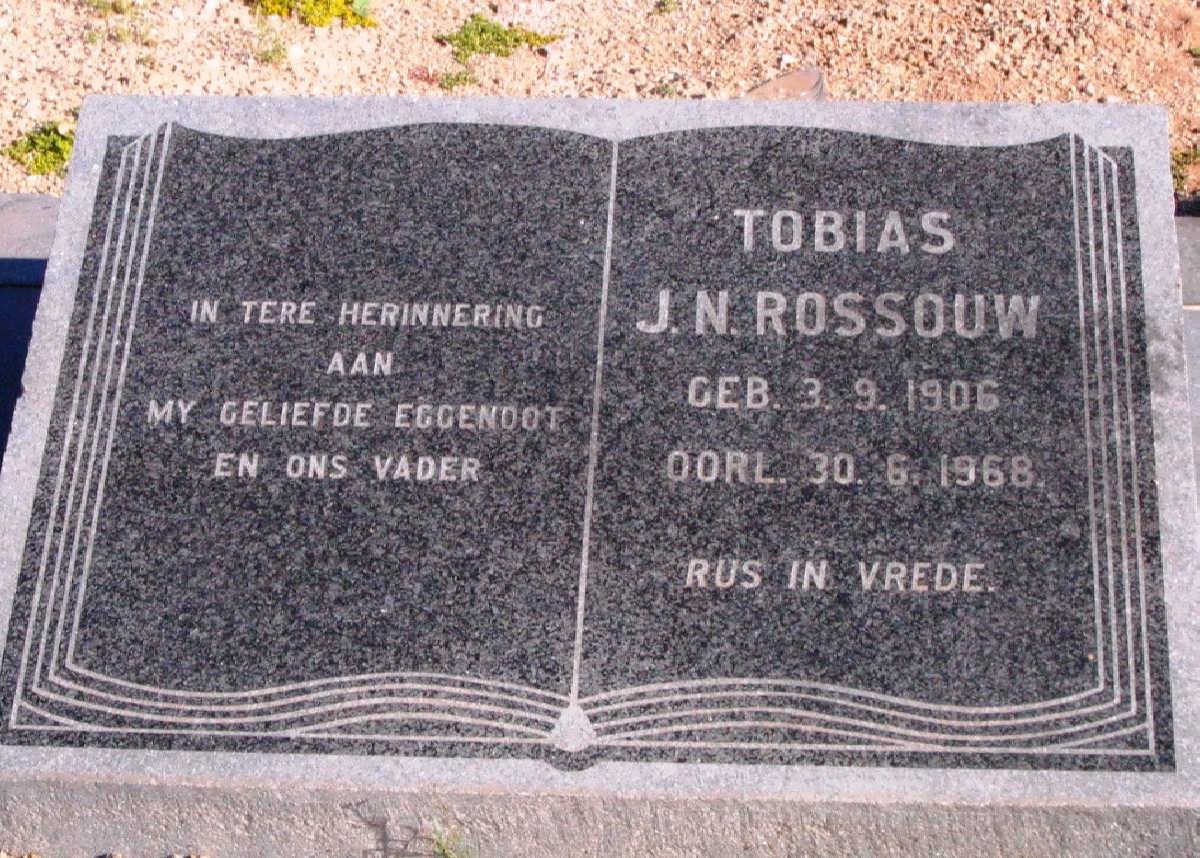 IN TERE HERINNERING
AAN
MY GELIEFDE EGGENOOT
EN ONS VADER
TOBIAS
J.N. ROSSOUW
GEB. 3. 9. 1906
OORL. 30. 6. 1968.
RUS IN VREDE.